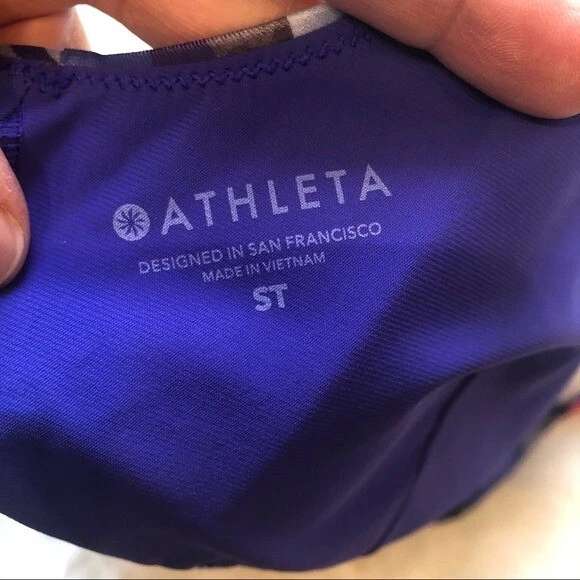 ATHLETA
DESIGNED IN SAN FRANCISCO
MADE IN VIETNAM
ST